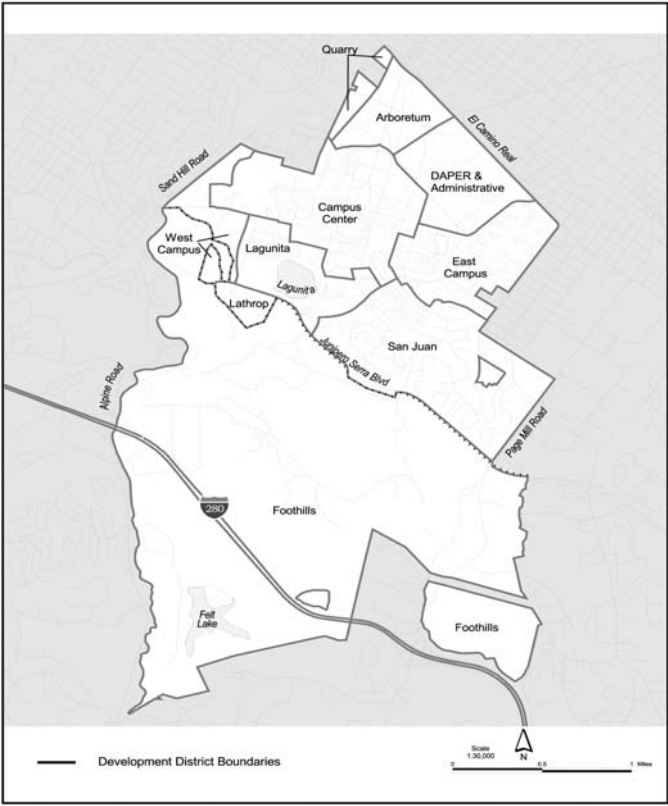 Quarry
Arboretum
El Camino Real
Sand Hill Road
DAPER &
Administrative
Campus
Center
West
Campus
Lagunita
East
Campus
Lagunita
Lathrop
San Juan
Junipero Serra Blvd
Alpine Road
Page Mill Road
280
Foothills
Felt
Lake
Foothills
Development District Boundaries
Scale
1:30,000
N
0
0.5
1 Miles